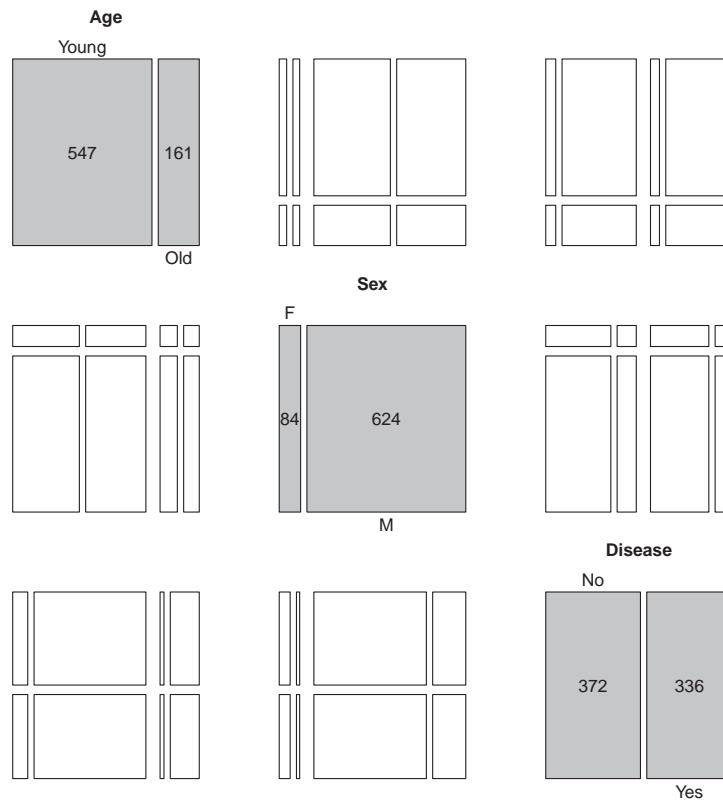 Age
Young
547
161
Old
Sex
F
84
624
M
Disease
No
372
336
Yes